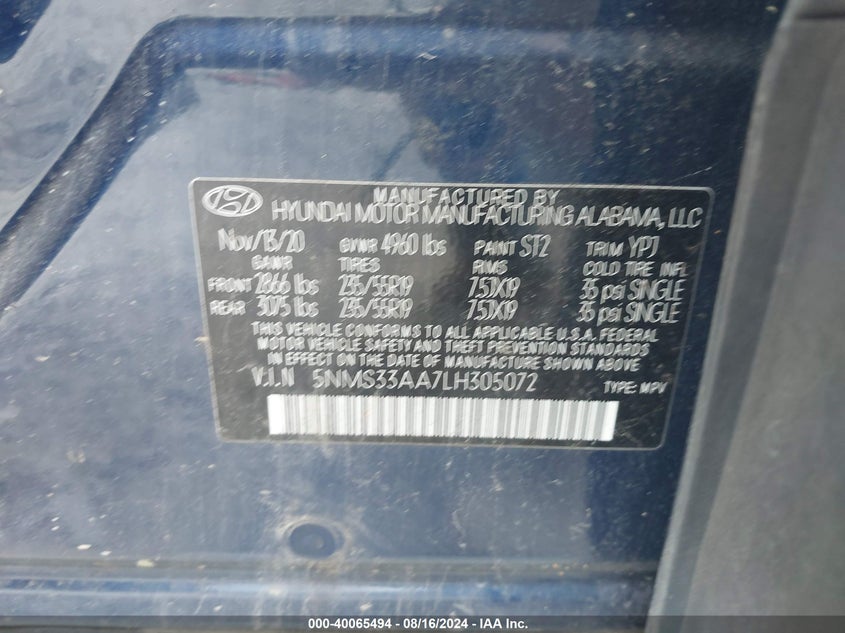 MANUFACTURED BY
HYUNDAI MOTOR MANUFACTURING ALABAMA, LLC
Nov/13/20 GVWR 4960 lbs PAINT ST2 TRIM YPJ
GAWR TIRES RIMS COLD TIRE INFL
FRONT 2866 lbs 235/55R19 7.5JX19 35 psi SINGLE
REAR 3075 lbs 235/55R19 7.5JX19 35 psi SINGLE
THIS VEHICLE CONFORMS TO ALL APPLICABLE U.S.A. FEDERAL
MOTOR VEHICLE SAFETY AND THEFT PREVENTION STANDARDS
IN EFFECT ON THE DATE OF MANUFACTURE SHOWN ABOVE
V.I.N 5NMS33AA7LH305072 TYPE: MPV
000-40065494 - 08/16/2024 - IAA Inc.